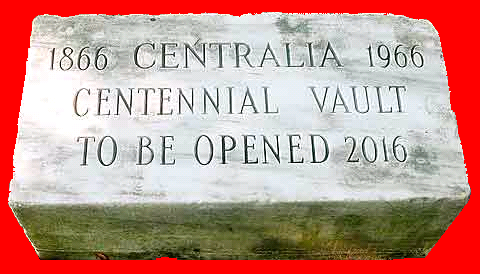 1866 CENTRALIA 1966
CENTENNIAL VAULT
TO BE OPENED 2016